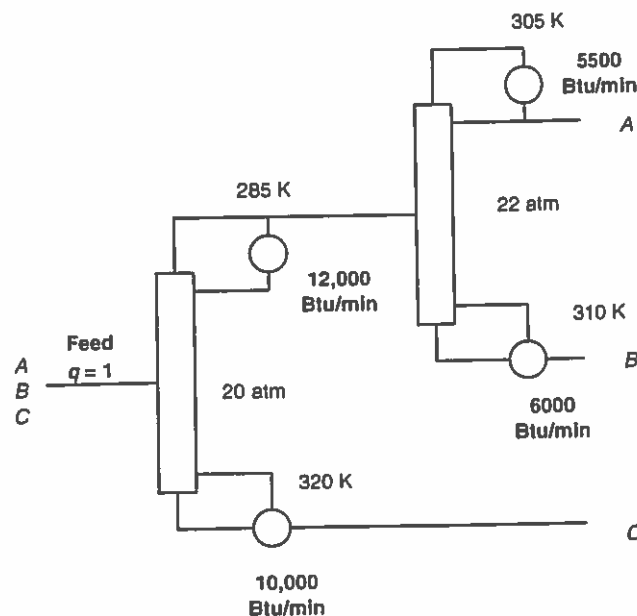 305 K
5500
Btu/min
A
285 K
22 atm
12,000
Btu/min
310 K
Feed
q = 1
A
B
C
20 atm
B
6000
Btu/min
320 K
C
10,000
Btu/min